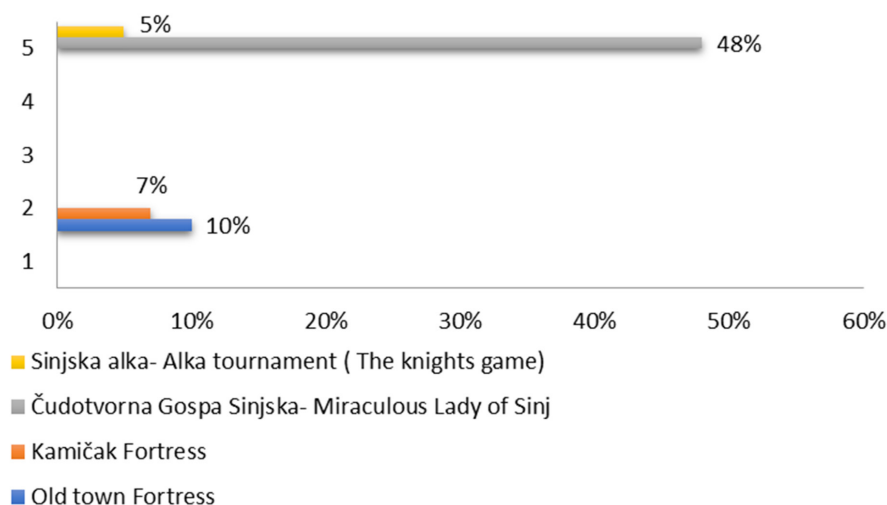 5%
5
48%
4
3
7%
2
10%
1
0% 10% 20% 30% 40% 50% 60%
Sinjska alka- Alka tournament ( The knights game)
Čudotvorna Gospa Sinjska- Miraculous Lady of Sinj
Kamičak Fortress
Old town Fortress